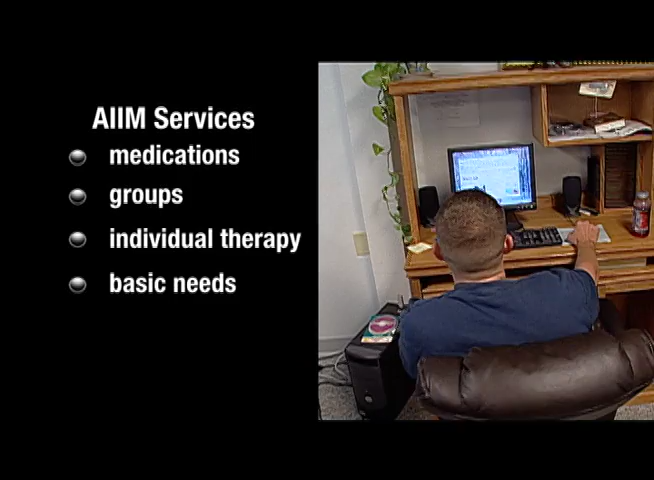 AIIM Services
medications
groups
individual therapy
basic needs